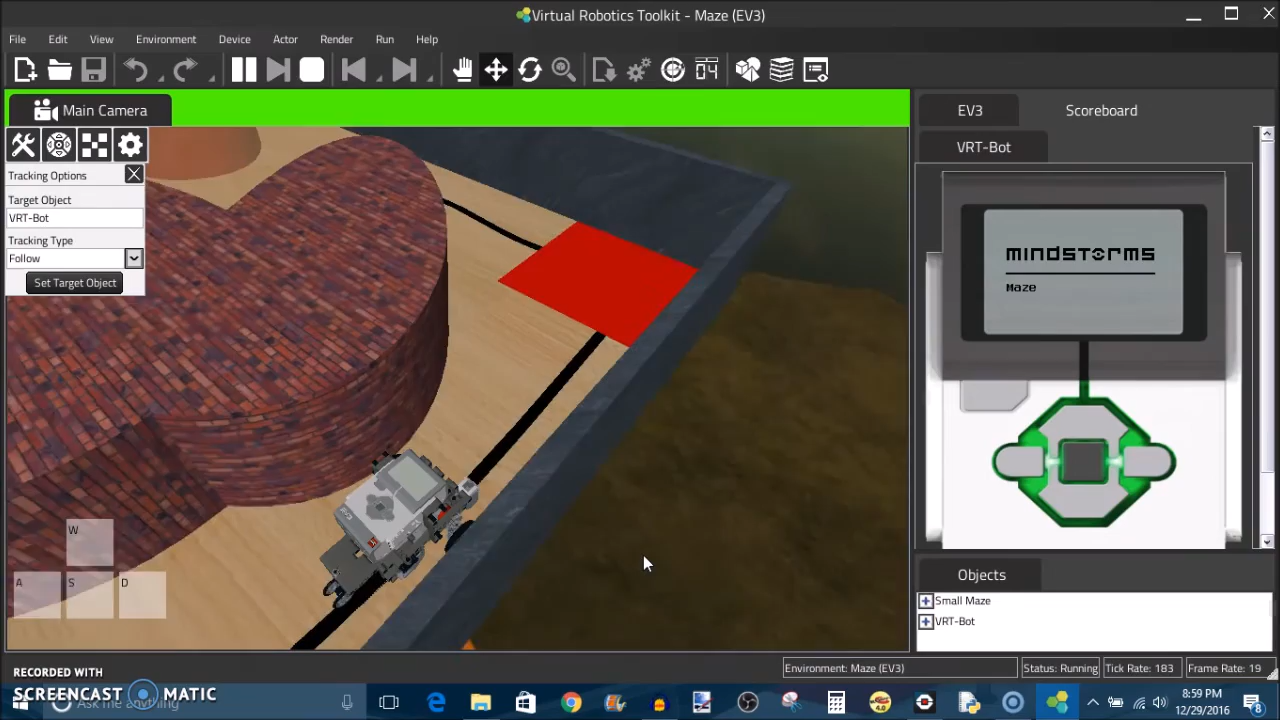 Virtual Robotics Toolkit - Maze (EV3)
File Edit View Environment Device Actor Render Run Help
Main Camera
EV3 Scoreboard
VRT-Bot
Tracking Options
Target Object
VRT-Bot
Tracking Type
Follow
Set Target Object
mindstorms
Maze
W
A S D
Objects
Small Maze
VRT-Bot
Environment: Maze (EV3) Status: Running Tick Rate: 183 Frame Rate: 19
RECORDED WITH
SCREENCAST MATIC
Ask me anything
8:59 PM
12/29/2016